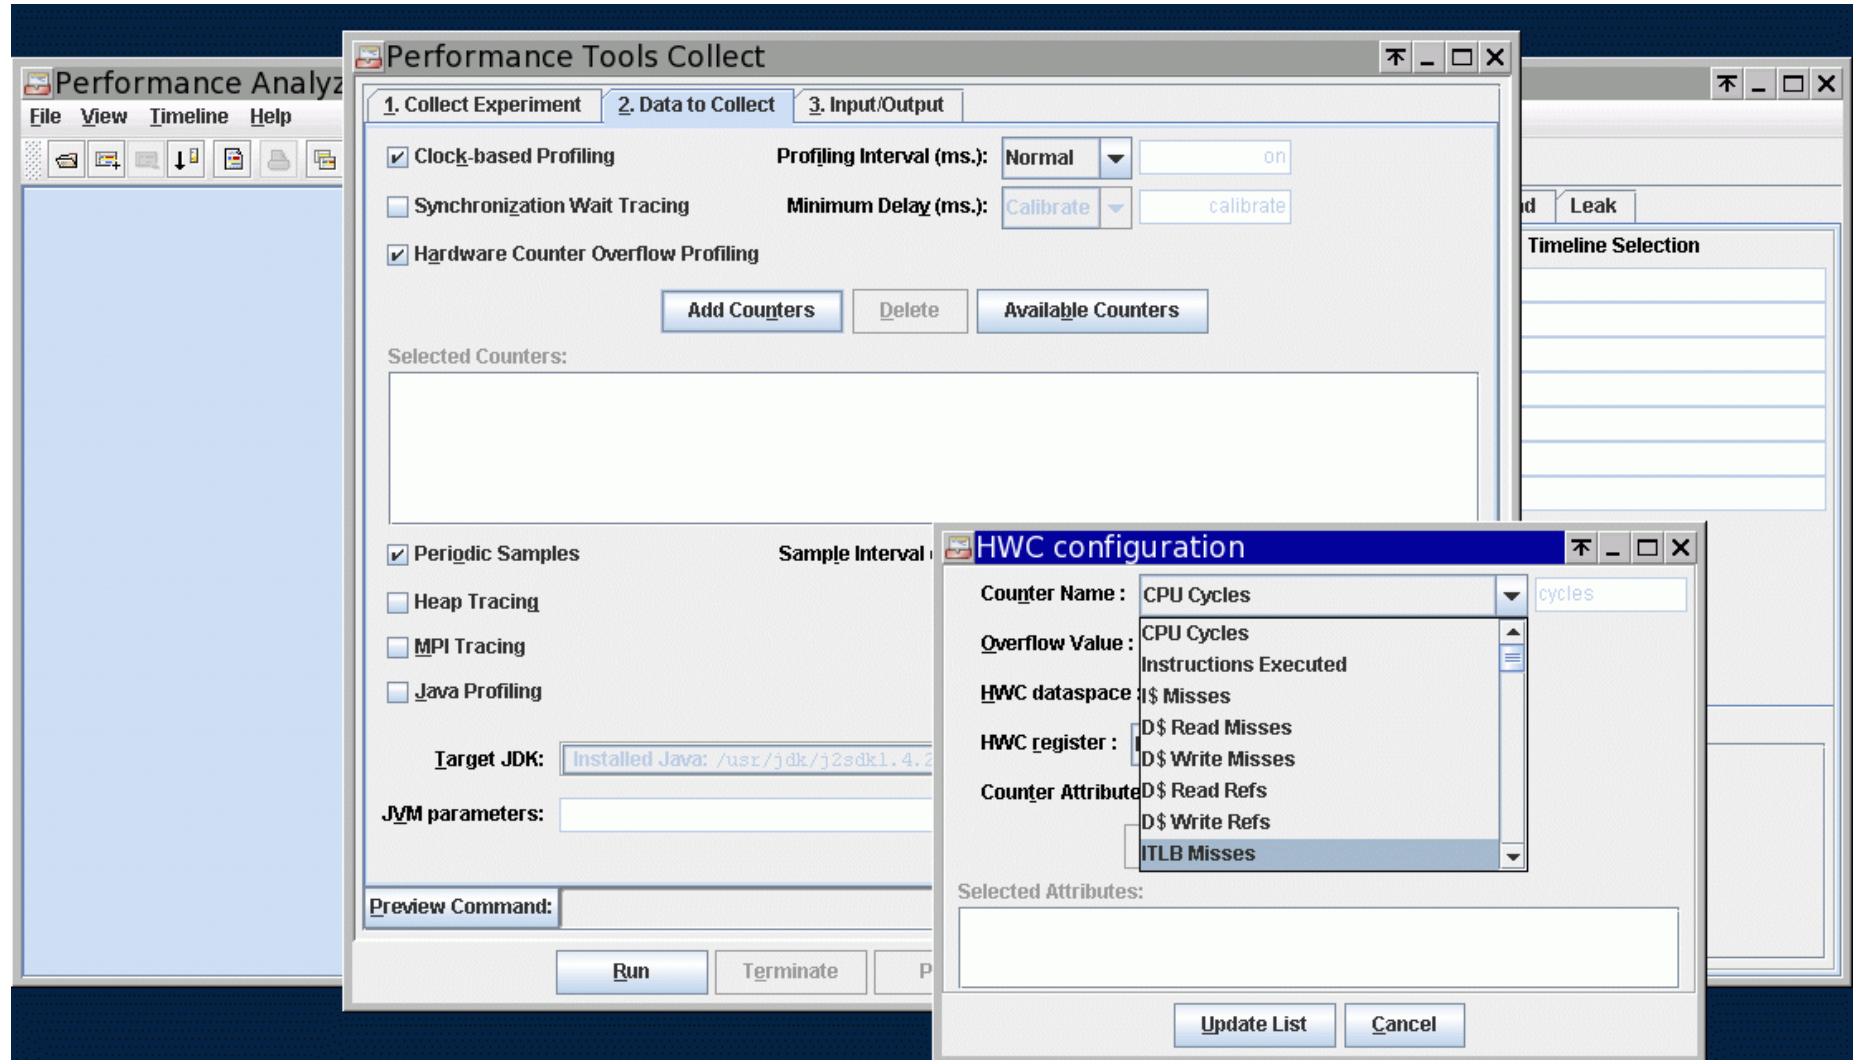 Performance Analyz
File View Timeline Help
Performance Tools Collect
1. Collect Experiment
2. Data to Collect
3. Input/Output
Clock-based Profiling
Profiling Interval (ms.):
Normal
on
Synchronization Wait Tracing
Minimum Delay (ms.):
Calibrate
calibrate
Hardware Counter Overflow Profiling
Add Counters
Delete
Available Counters
Selected Counters:
Periodic Samples
Sample Interval
Heap Tracing
MPI Tracing
Java Profiling
Target JDK:
Installed Java: /usr/jdk/j2sdk1.4.2
JVM parameters:
Preview Command:
Run
Terminate
P
Leak
Timeline Selection
HWC configuration
Counter Name :
CPU Cycles
cycles
Overflow Value :
HWC dataspace :
HWC register :
Counter Attribute
CPU Cycles
Instructions Executed
I$ Misses
D$ Read Misses
D$ Write Misses
D$ Read Refs
D$ Write Refs
ITLB Misses
Selected Attributes:
Update List
Cancel